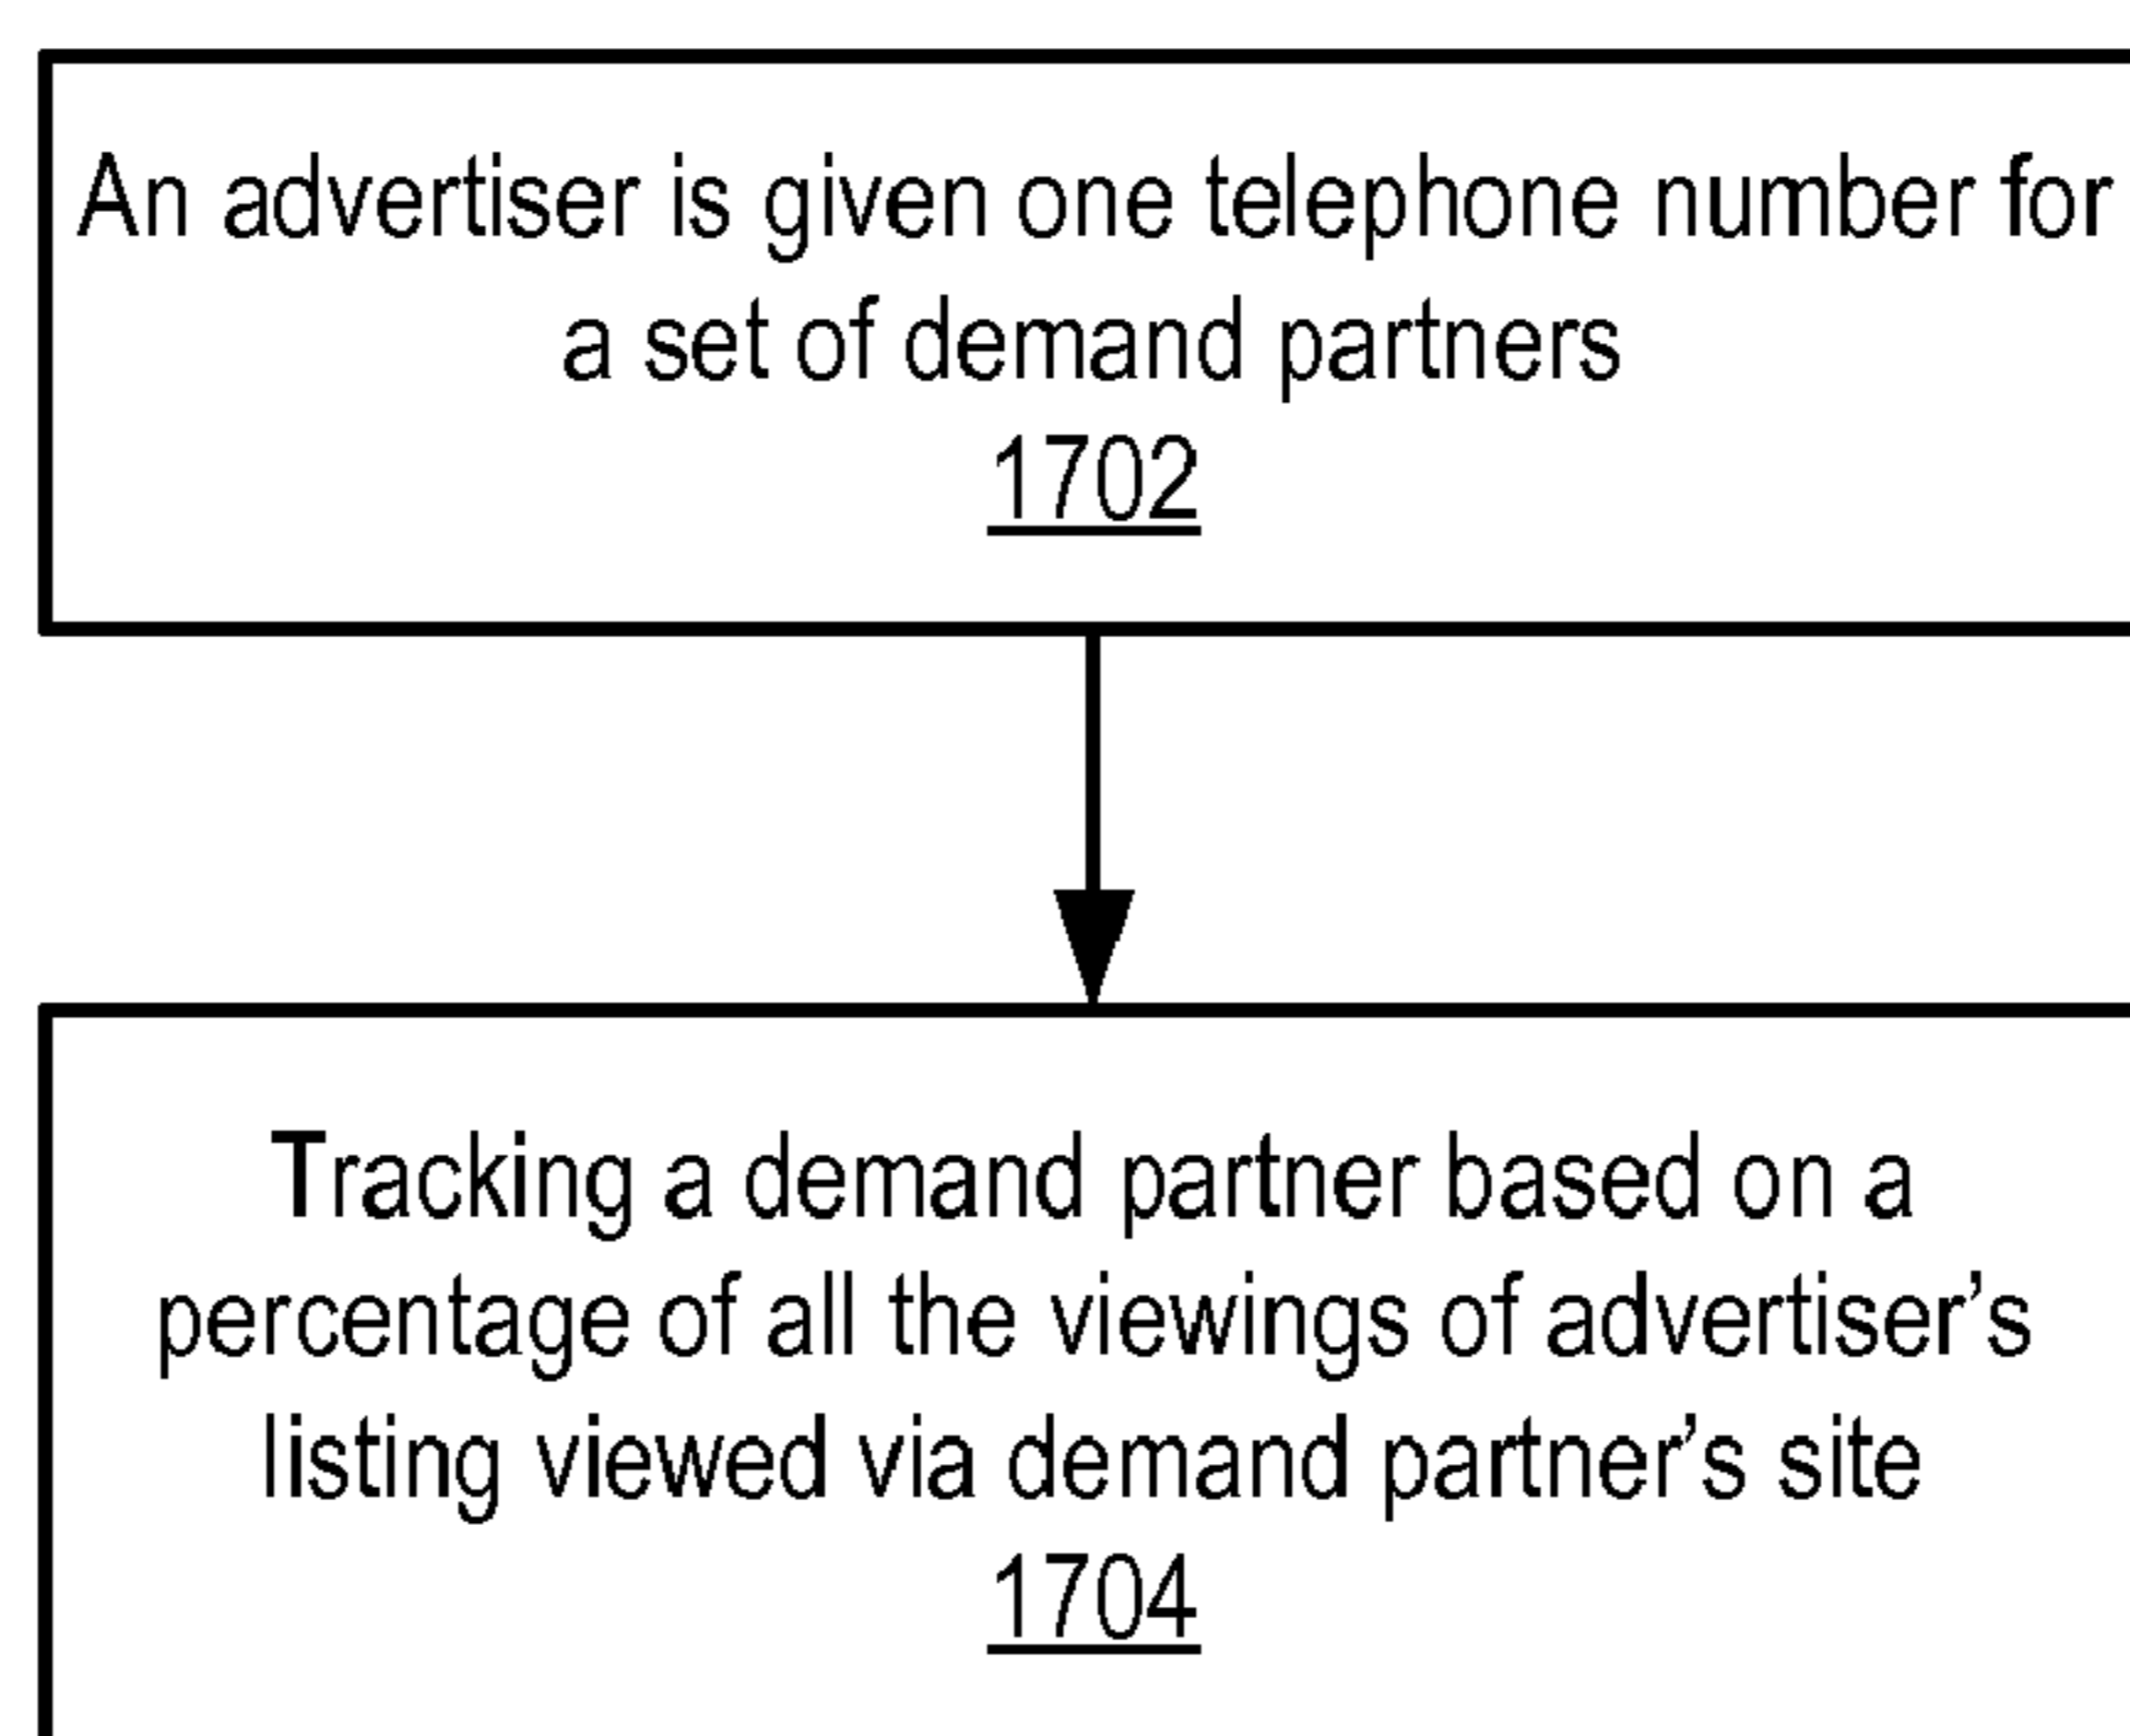 An advertiser is given one telephone number for
a set of demand partners
1702
Tracking a demand partner based on a
percentage of all the viewings of advertiser’s
listing viewed via demand partner’s site
1704